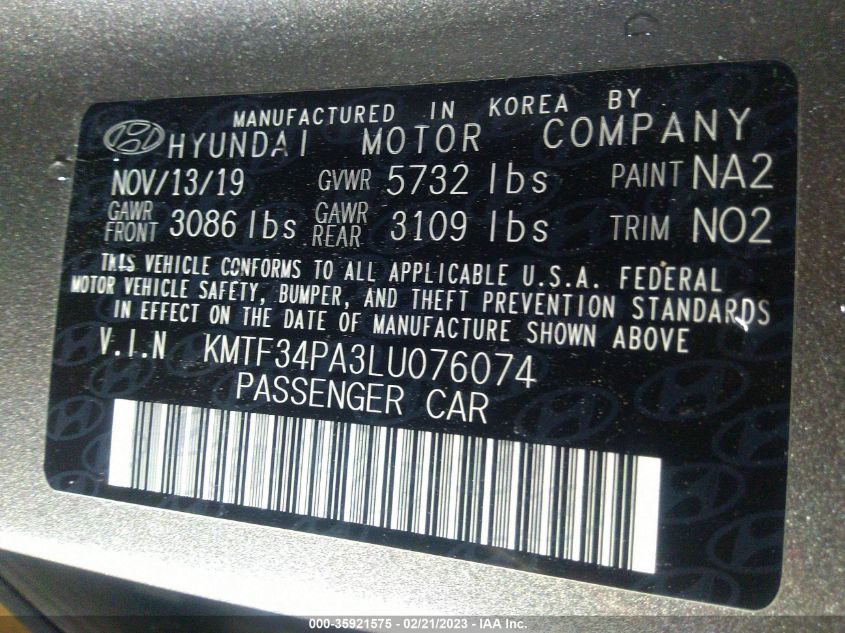 MANUFACTURED IN KOREA BY
HYUNDAI MOTOR COMPANY
NOV/13/19 GVWR 5732 lbs PAINT NA2
GAWR FRONT 3086 lbs GAWR REAR 3109 lbs TRIM NO2
THIS VEHICLE CONFORMS TO ALL APPLICABLE U.S.A. FEDERAL
MOTOR VEHICLE SAFETY, BUMPER, AND THEFT PREVENTION STANDARDS
IN EFFECT ON THE DATE OF MANUFACTURE SHOWN ABOVE
V.I.N KMTF34PA3LU076074
PASSENGER CAR
000-35921575 - 02/21/2023 - IAA Inc.